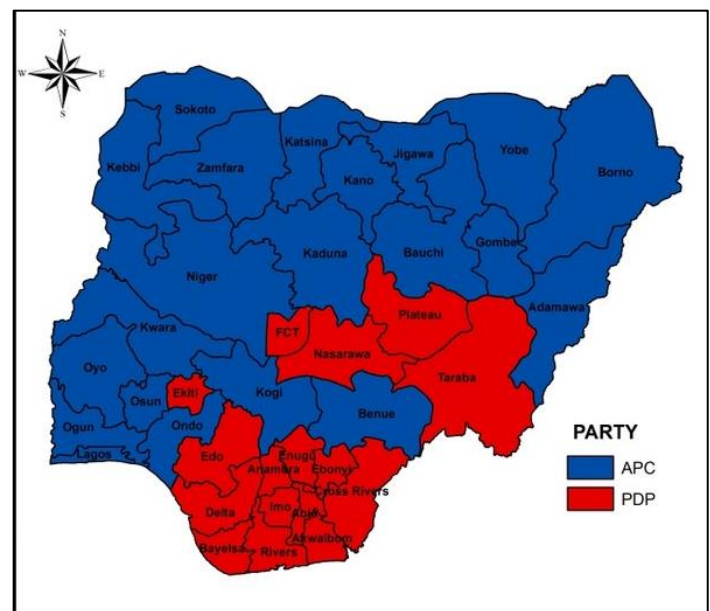 N
W E
S
Sokoto
Katsina
Jigawa
Yobe
Borno
Kebbi
Zamfara
Kano
Gombe
Bauchi
Kaduna
Niger
Adamawa
Plateau
FCT
Kwara
Nasarawa
Oyo
Taraba
Ekiti
Kogi
Osun
Benue
Ogun
Ondo
Lagos
Edo
Enugu
Anamara
Ebonyi
Cross Rivers
Imo
Abia
Delta
Akwaibom
Bayelsa
Rivers
PARTY
APC
PDP